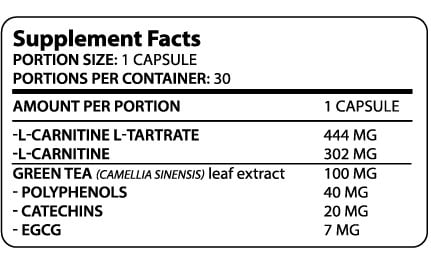 Supplement Facts
PORTION SIZE: 1 CAPSULE
PORTIONS PER CONTAINER: 30
AMOUNT PER PORTION 1 CAPSULE
-L-CARNITINE L-TARTRATE 444 MG
-L-CARNITINE 302 MG
GREEN TEA (CAMELLIA SINENSIS) leaf extract 100 MG
- POLYPHENOLS 40 MG
- CATECHINS 20 MG
- EGCG 7 MG